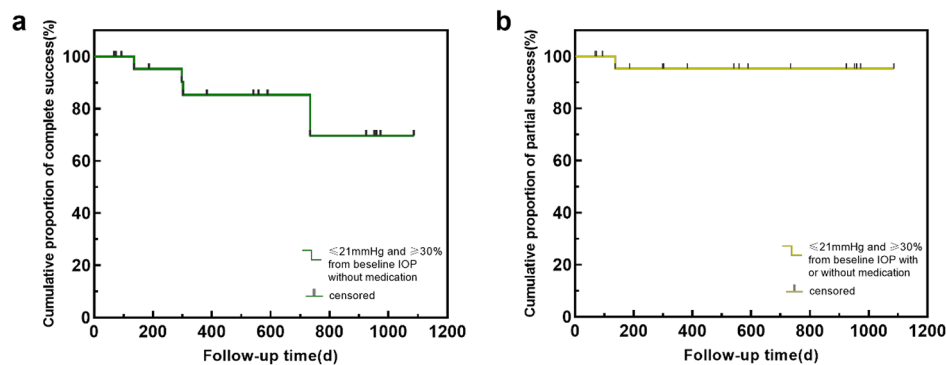 a
Cumulative proportion of complete success(%)
100
80
60
40
20
0
0 200 400 600 800 1000 1200
Follow-up time(d)
≤21mmHg and ≥30%
from beseline IOP
without medication
censored
b
Cumulative proportion of partial success(%)
100
80
60
40
20
0
0 200 400 600 800 1000 1200
Follow-up time(d)
≤21mmHg and ≥30%
from beseline IOP with
or without medication
censored